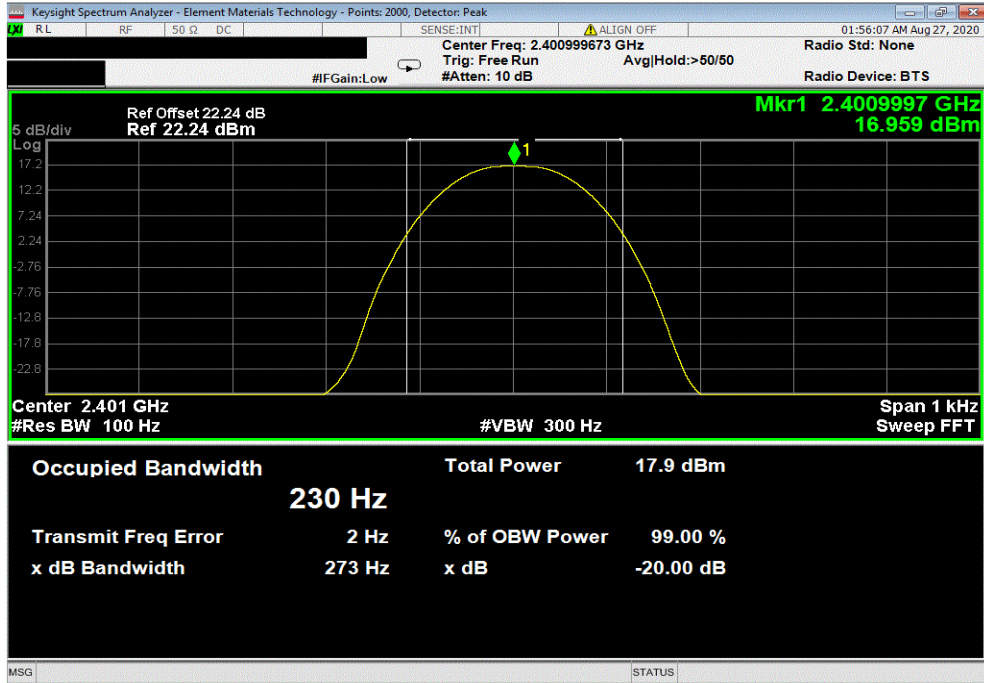 Keysight Spectrum Analyzer - Element Materials Technology - Points: 2000, Detector: Peak
LXI RL RF 50 Ω DC SENSE:INT ALIGN OFF 01:56:07 AM Aug 27, 2020
Center Freq: 2.400999673 GHz Radio Std: None
Trig: Free Run Avg|Hold:>50/50
#IFGain:Low #Atten: 10 dB Radio Device: BTS
Mkr1 2.4009997 GHz
Ref Offset 22.24 dB 16.959 dBm
5 dB/div Ref 22.24 dBm
Log
1
17.2
12.2
7.24
2.24
-2.76
-7.76
-12.8
-17.8
-22.8
Center 2.401 GHz Span 1 kHz
#Res BW 100 Hz #VBW 300 Hz Sweep FFT
Occupied Bandwidth Total Power 17.9 dBm
230 Hz
Transmit Freq Error 2 Hz % of OBW Power 99.00 %
x dB Bandwidth 273 Hz x dB -20.00 dB
MSG STATUS